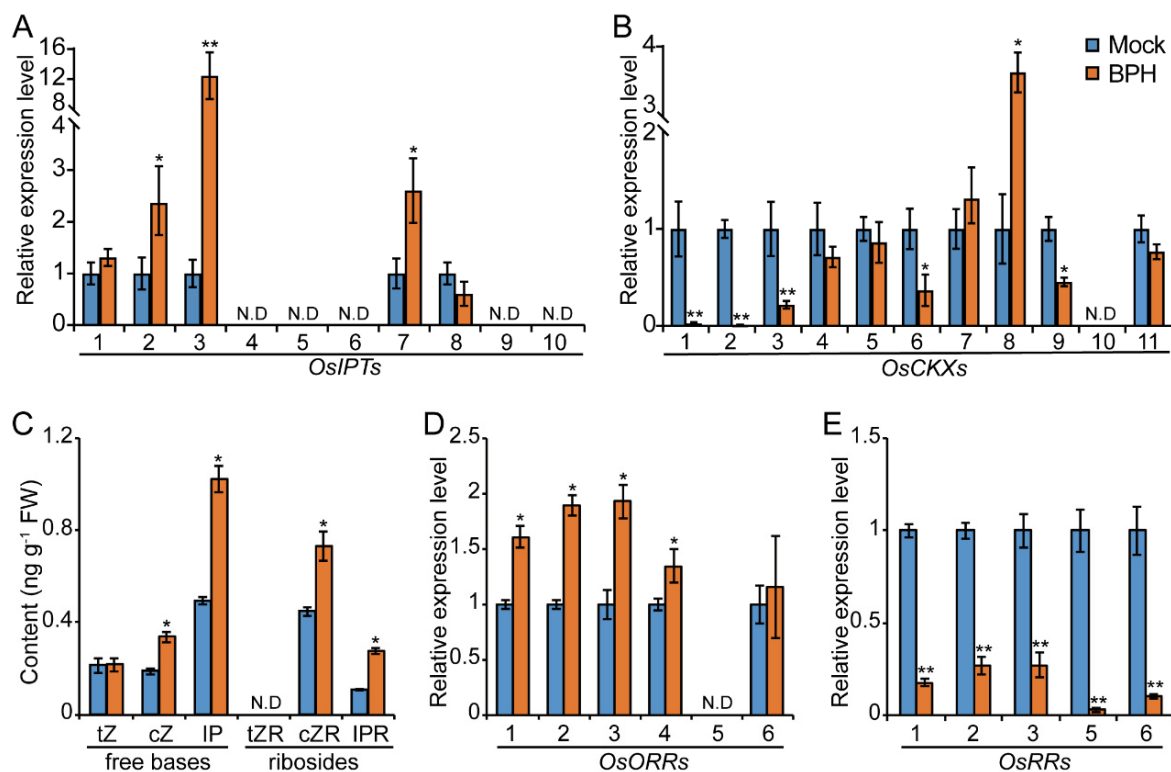 A
Relative expression level
16
12
8
4
3
2
1
0
*
**
*
N.D N.D N.D N.D N.D
1 2 3 4 5 6 7 8 9 10
OsIPTs
B
Relative expression level
4
3
2
1
0
Mock
BPH
** ** ** * * *
N.D
1 2 3 4 5 6 7 8 9 10 11
OsCKXs
C
Content (ng g⁻¹ FW)
1.2
0.8
0.4
0
* * * *
N.D
tZ cZ IP tZR cZR IPR
free bases ribosides
D
Relative expression level
2.5
2
1.5
1
0.5
0
* * * *
N.D
1 2 3 4 5 6
OsORRs
E
Relative expression level
1.5
1
0.5
0
** ** ** ** **
1 2 3 5 6
OsRRs